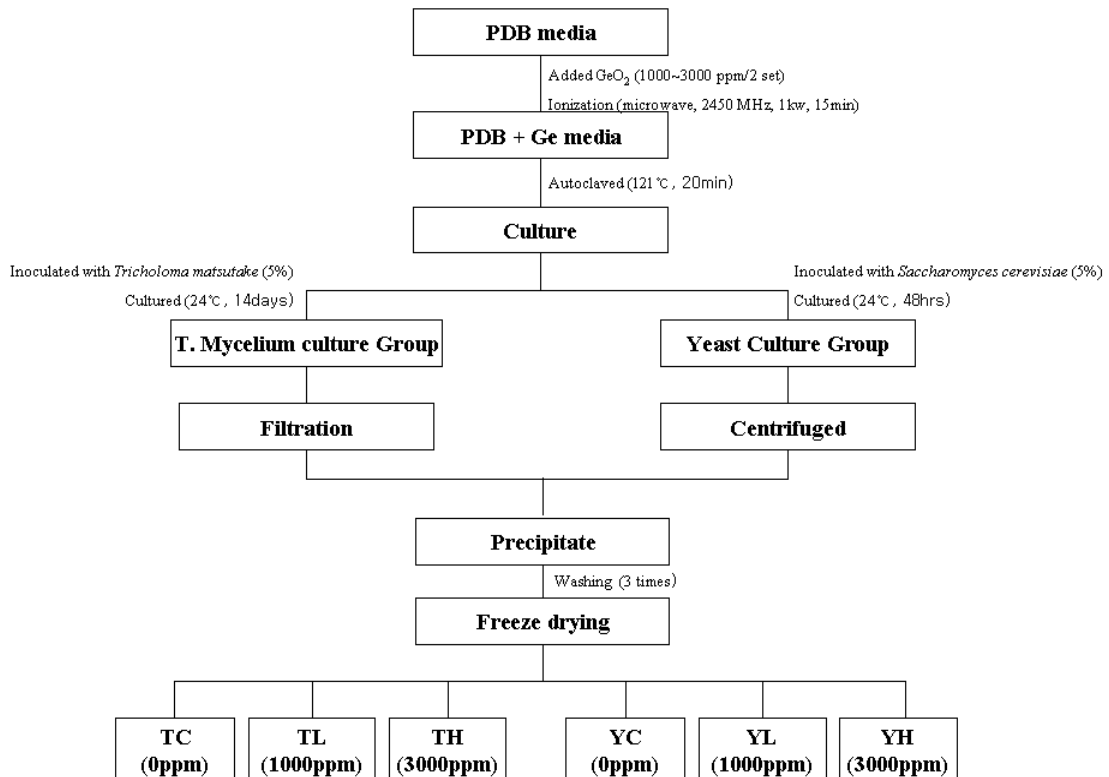 PDB media
Added GeO₂ (1000~3000 ppm/2 set)
Ionization (microwave, 2450 MHz, 1kw, 15min)
PDB + Ge media
Autoclaved (121℃, 20min)
Culture
Inoculated with Tricholoma matsutake (5%)
Cultured (24℃, 14days)
Inoculated with Saccharomyces cerevisiae (5%)
Cultured (24℃, 48hrs)
T. Mycelium culture Group
Yeast Culture Group
Filtration
Centrifuged
Precipitate
Washing (3 times)
Freeze drying
TC
(0ppm)
TL
(1000ppm)
TH
(3000ppm)
YC
(0ppm)
YL
(1000ppm)
YH
(3000ppm)